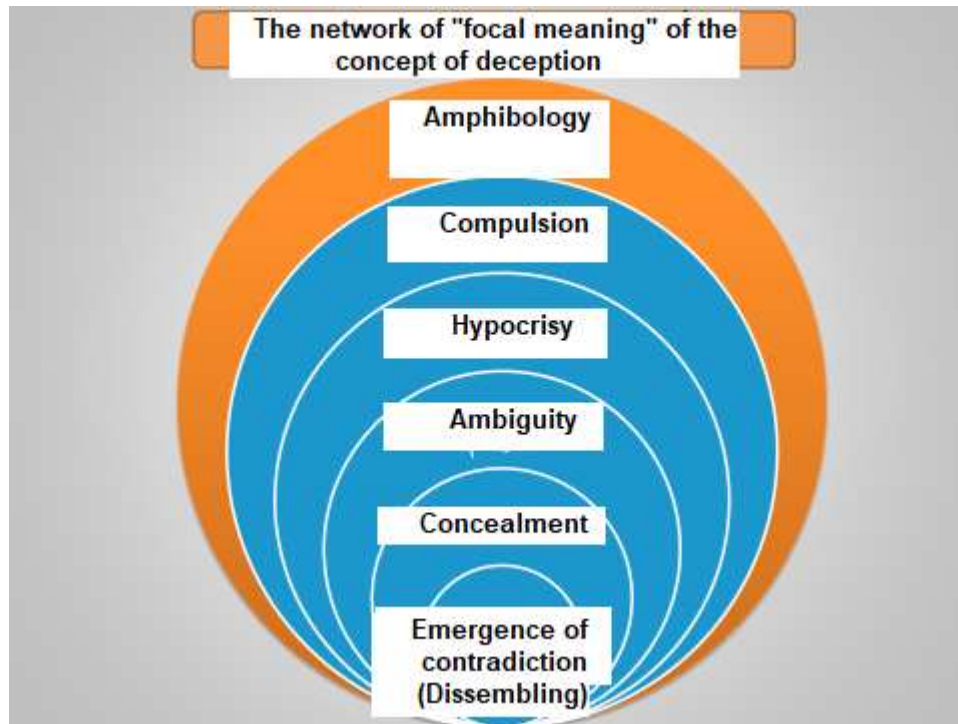 The network of "focal meaning" of the
concept of deception
Amphibology
Compulsion
Hypocrisy
Ambiguity
Concealment
Emergence of
contradiction
(Dissembling)